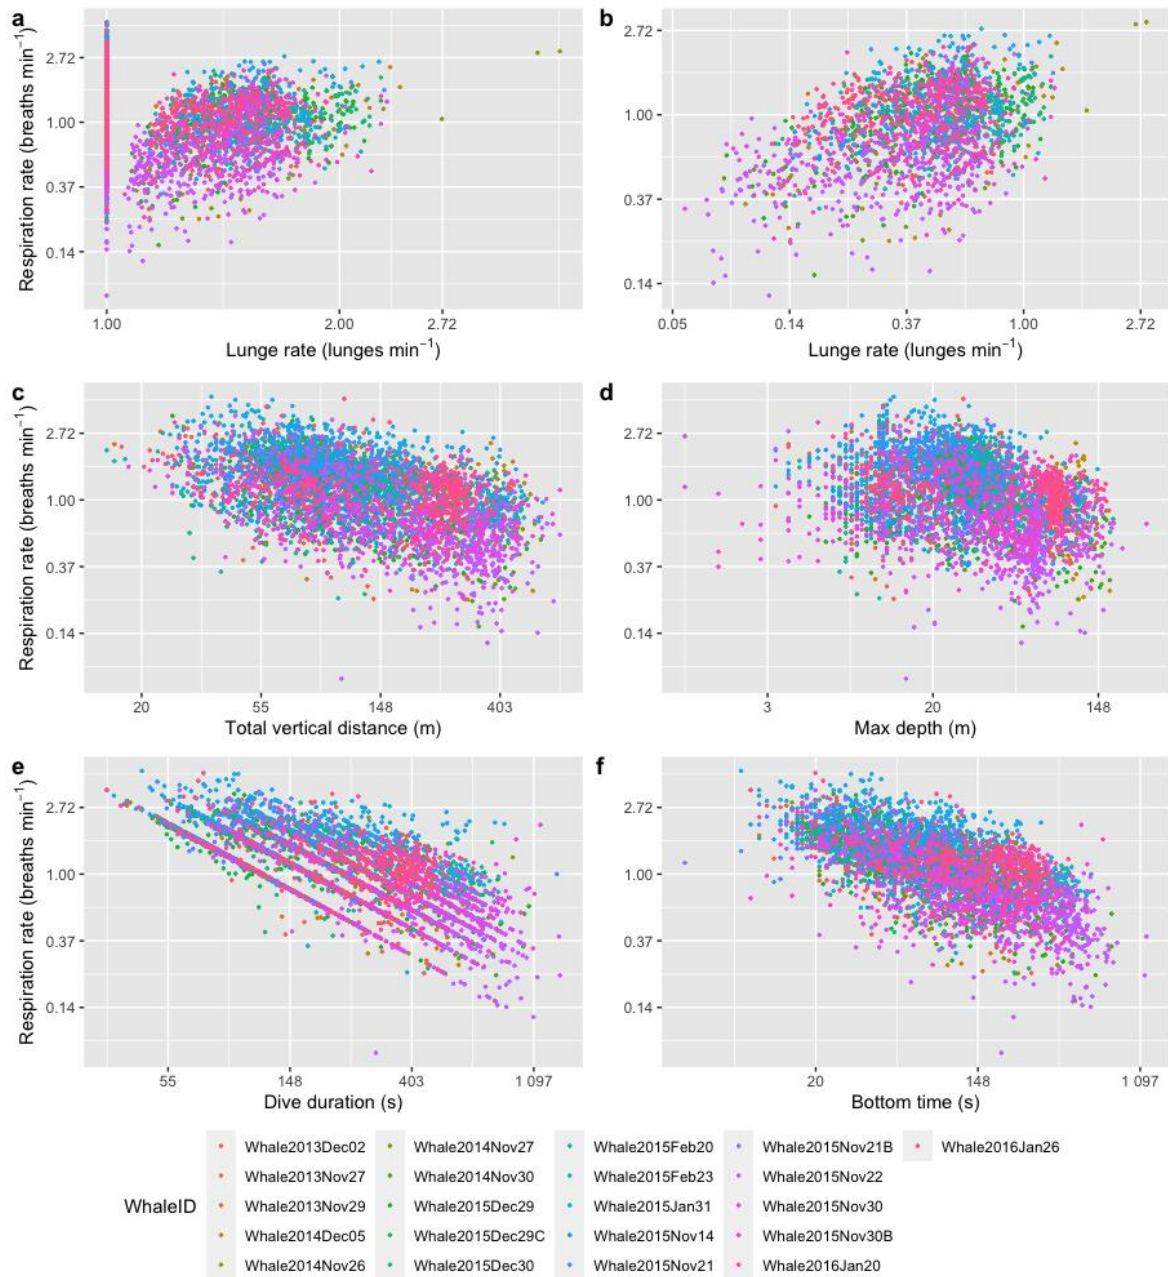 a
b
Respiration rate (breaths min⁻¹)
2.72
1.00
0.37
0.14
1.00
2.00
2.72
Lunge rate (lunges min⁻¹)
2.72
1.00
0.37
0.14
0.05
0.14
0.37
1.00
2.72
Lunge rate (lunges min⁻¹)
c
d
Respiration rate (breaths min⁻¹)
2.72
1.00
0.37
0.14
20
55
148
403
Total vertical distance (m)
2.72
1.00
0.37
0.14
3
20
148
Max depth (m)
e
f
Respiration rate (breaths min⁻¹)
2.72
1.00
0.37
0.14
55
148
403
1 097
Dive duration (s)
2.72
1.00
0.37
0.14
20
148
1 097
Bottom time (s)
WhaleID
Whale2013Dec02
Whale2013Nov27
Whale2013Nov29
Whale2014Dec05
Whale2014Nov26
Whale2014Nov27
Whale2014Nov30
Whale2015Dec29
Whale2015Dec29C
Whale2015Dec30
Whale2015Feb20
Whale2015Feb23
Whale2015Jan31
Whale2015Nov14
Whale2015Nov21
Whale2015Nov21B
Whale2015Nov22
Whale2015Nov30
Whale2015Nov30B
Whale2016Jan20
Whale2016Jan26